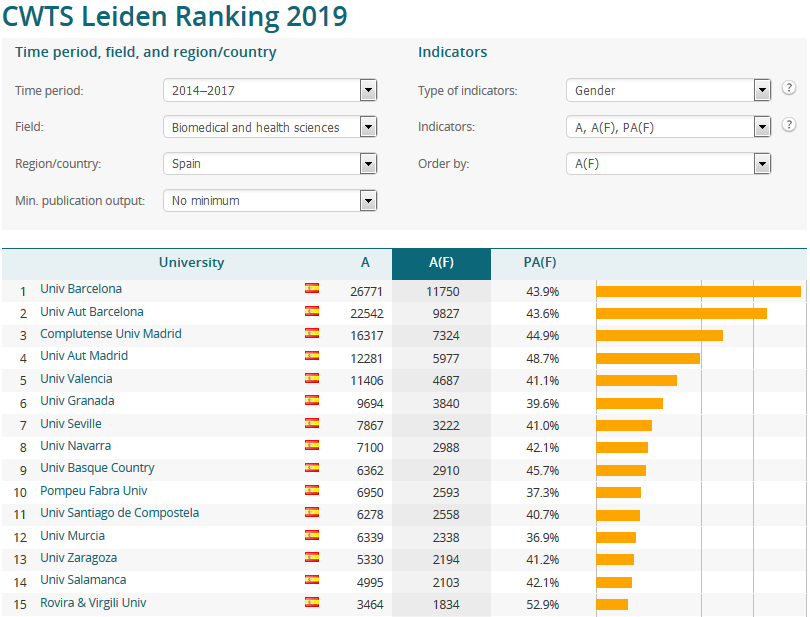 CWTS Leiden Ranking 2019
Time period, field, and region/country Indicators
Time period: 2014–2017 Type of indicators: Gender ?
Field: Biomedical and health sciences Indicators: A, A(F), PA(F) ?
Region/country: Spain Order by: A(F)
Min. publication output: No minimum
University A A(F) PA(F)
1 Univ Barcelona 26771 11750 43.9%
2 Univ Aut Barcelona 22542 9827 43.6%
3 Complutense Univ Madrid 16317 7324 44.9%
4 Univ Aut Madrid 12281 5977 48.7%
5 Univ Valencia 11406 4687 41.1%
6 Univ Granada 9694 3840 39.6%
7 Univ Seville 7867 3222 41.0%
8 Univ Navarra 7100 2988 42.1%
9 Univ Basque Country 6362 2910 45.7%
10 Pompeu Fabra Univ 6950 2593 37.3%
11 Univ Santiago de Compostela 6278 2558 40.7%
12 Univ Murcia 6339 2338 36.9%
13 Univ Zaragoza 5330 2194 41.2%
14 Univ Salamanca 4995 2103 42.1%
15 Rovira & Virgili Univ 3464 1834 52.9%